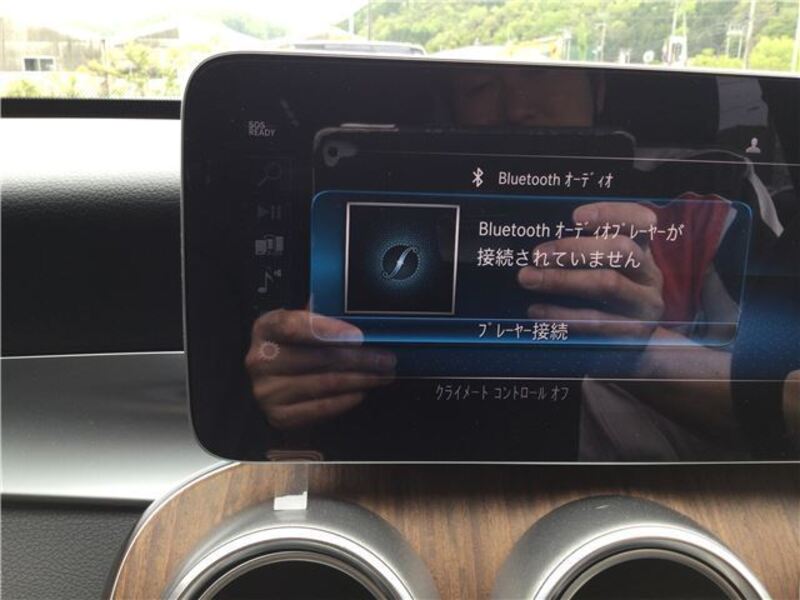 SOS
READY
Bluetooth オーディオ
Bluetooth オーディオプレーヤーが
接続されていません
プレーヤー接続
クライメート コントロール オフ